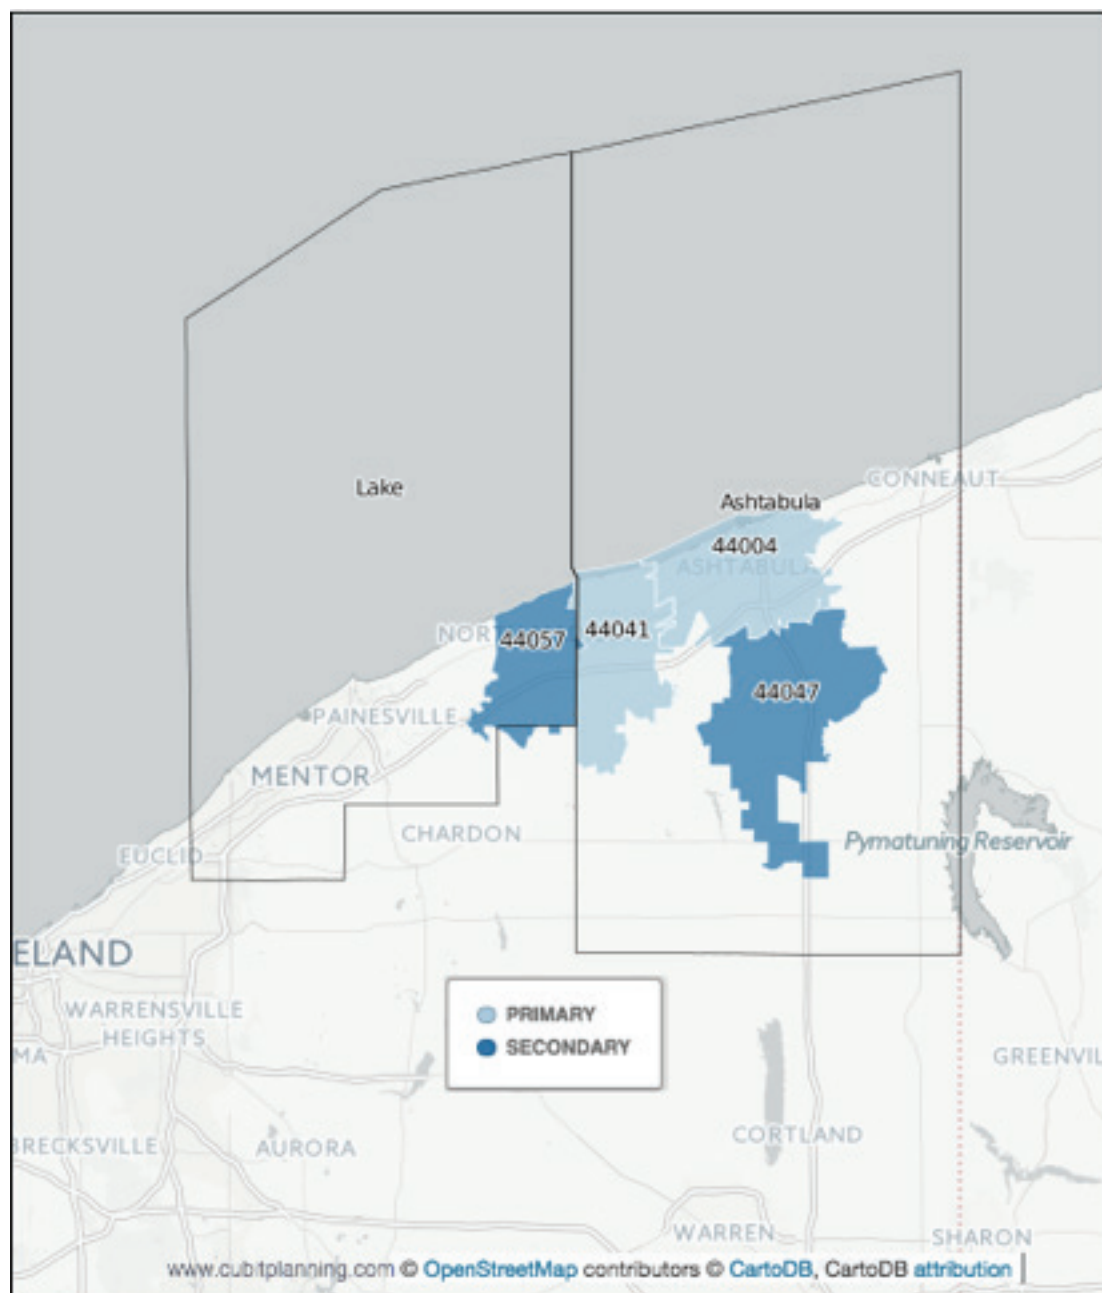 CONNEAUT
Lake
Ashtabula
44004
ASHTABULA
44041
NOR
44057
44047
PAINESVILLE
MENTOR
CHARDON
Pymatuning Reservoir
EUCLID
ELAND
WARRENSVILLE
HEIGHTS
PRIMARY
SECONDARY
MA
GREENVIL
CORTLAND
BRECKSVILLE
AURORA
WARREN
SHARON
www.cubitplanning.com © OpenStreetMap contributors © CartoDB, CartoDB attribution